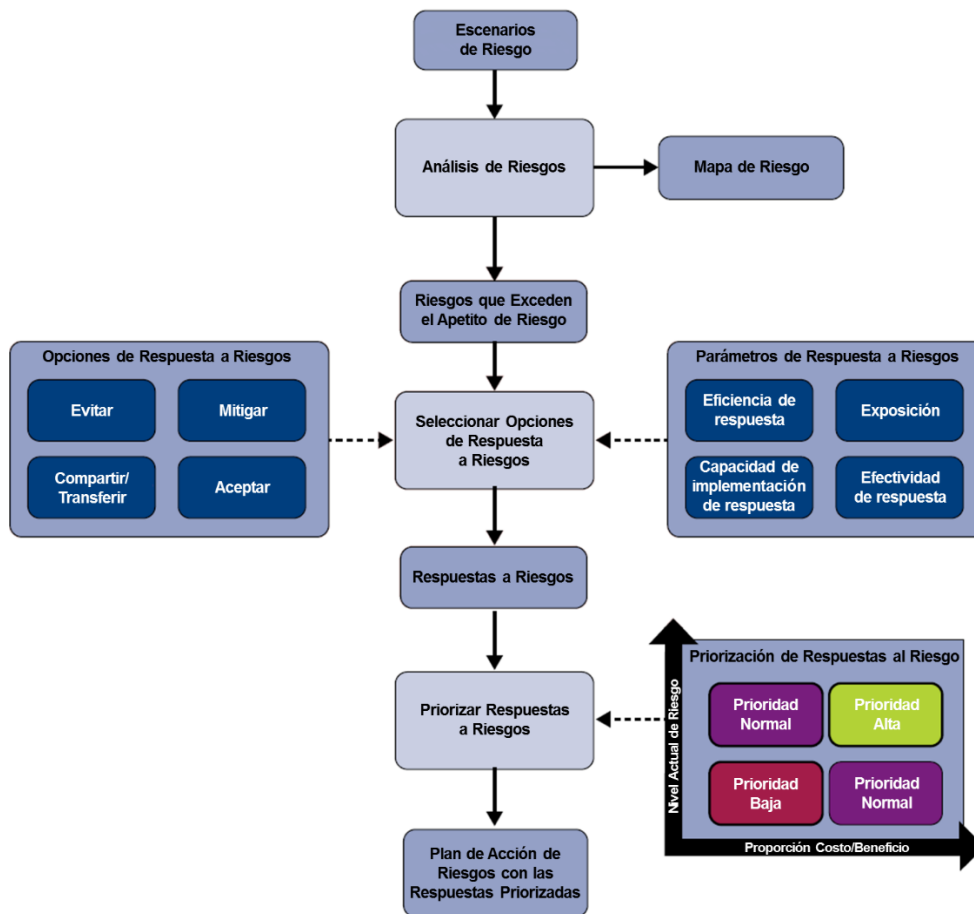 Escenarios
de Riesgo
Análisis de Riesgos
Mapa de Riesgo
Riesgos que Exceden
el Apetito de Riesgo
Opciones de Respuesta a Riesgos
Evitar
Mitigar
Compartir/
Transferir
Aceptar
Seleccionar Opciones
de Respuesta
a Riesgos
Parámetros de Respuesta a Riesgos
Eficiencia de
respuesta
Exposición
Capacidad de
implementación
de respuesta
Efectividad
de respuesta
Respuestas a Riesgos
Priorizar Respuestas
a Riesgos
Priorización de Respuestas al Riesgo
Nivel Actual de Riesgo
Prioridad
Normal
Prioridad
Alta
Prioridad
Baja
Prioridad
Normal
Proporción Costo/Beneficio
Plan de Acción de
Riesgos con las
Respuestas Priorizadas